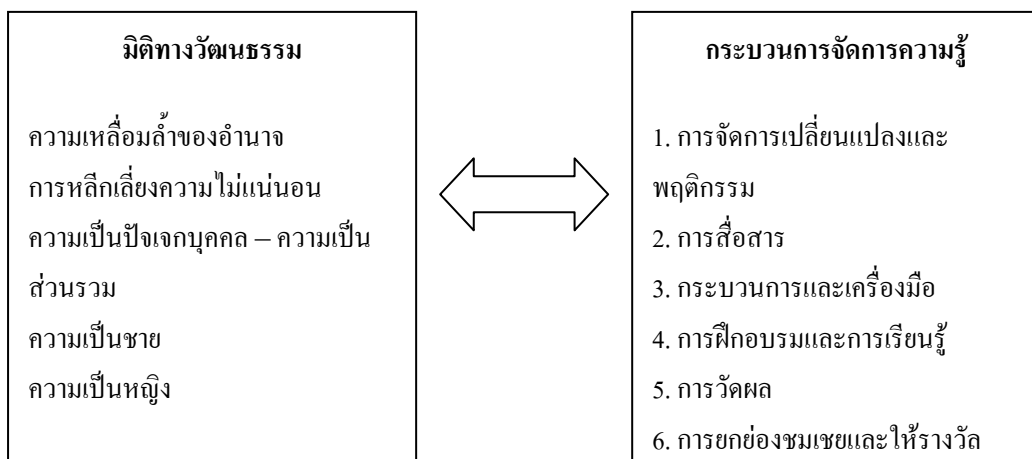 มิติทางวัฒนธรรม
ความเหลื่อมล้ำของอำนาจ
การหลีกเลี่ยงความไม่แน่นอน
ความเป็นปัจเจกบุคคล – ความเป็น
ส่วนรวม
ความเป็นชาย
ความเป็นหญิง
กระบวนการจัดการความรู้
1. การจัดการเปลี่ยนแปลงและ
พฤติกรรม
2. การสื่อสาร
3. กระบวนการและเครื่องมือ
4. การฝึกอบรมและการเรียนรู้
5. การวัดผล
6. การยกย่องชมเชยและให้รางวัล